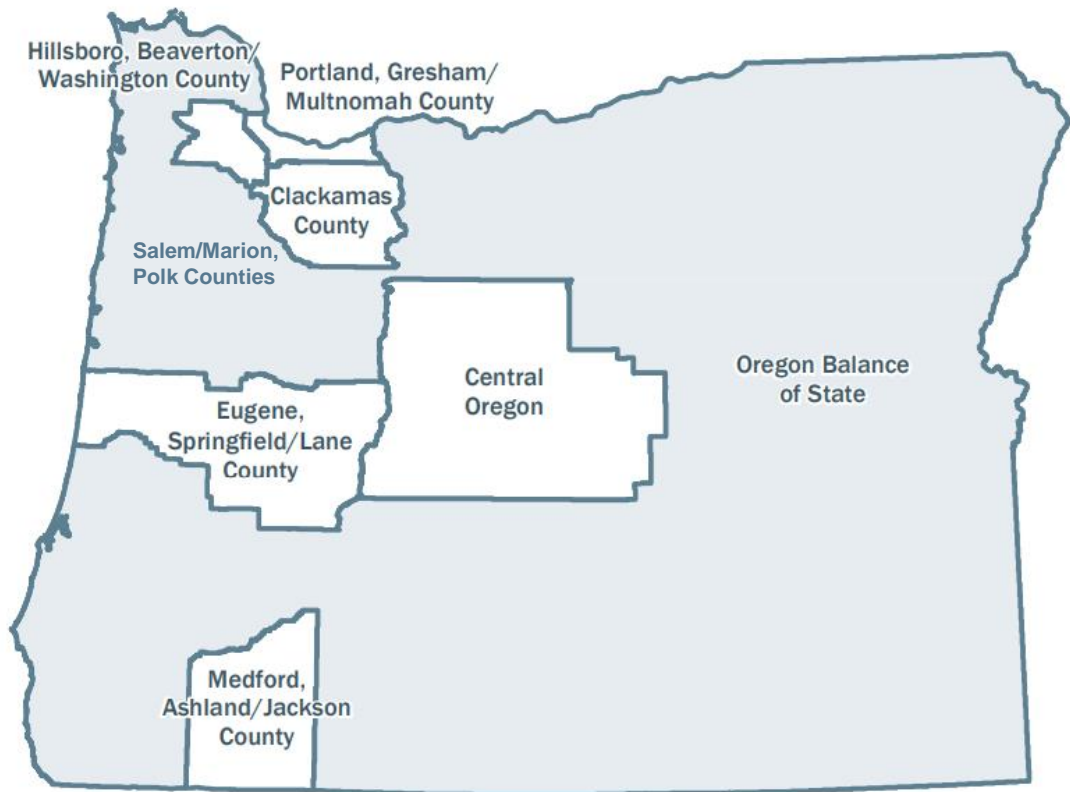 Hillsboro, Beaverton/
Washington County
Portland, Gresham/
Multnomah County
Clackamas
County
Salem/Marion,
Polk Counties
Central
Oregon
Oregon Balance
of State
Eugene,
Springfield/Lane
County
Medford,
Ashland/Jackson
County